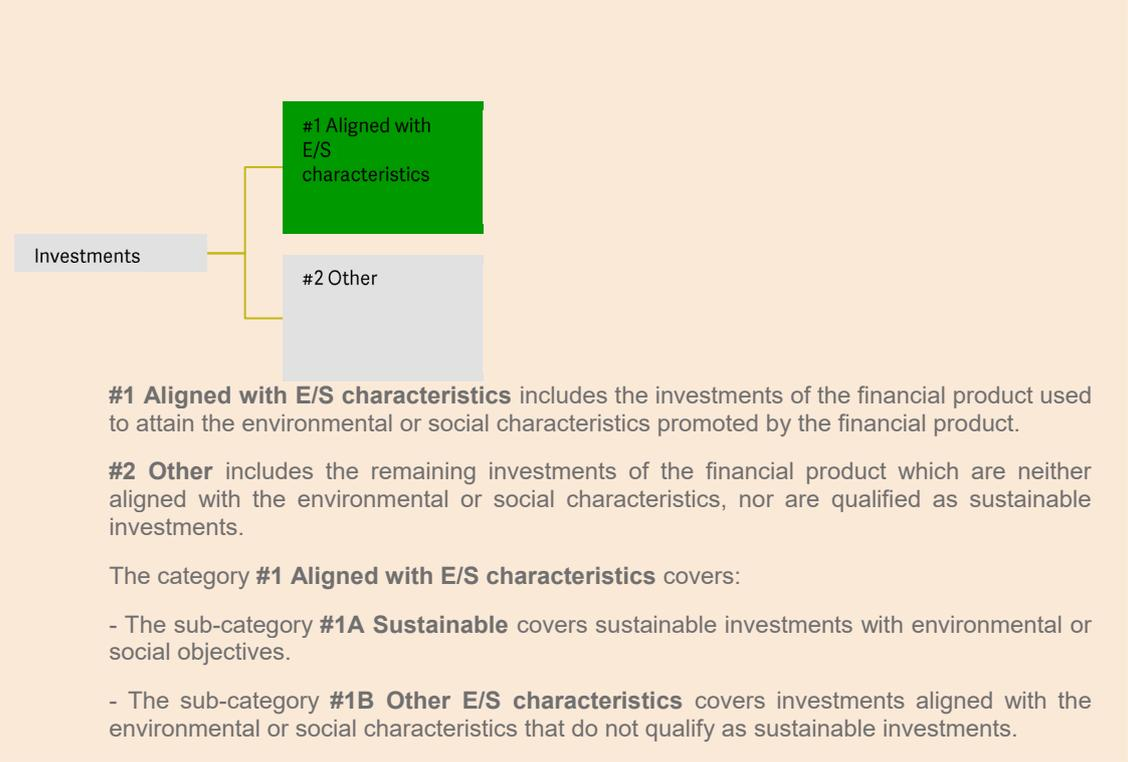 #1 Aligned with
E/S
characteristics
Investments
#2 Other
#1 Aligned with E/S characteristics includes the investments of the financial product used
to attain the environmental or social characteristics promoted by the financial product.
#2 Other includes the remaining investments of the financial product which are neither
aligned with the environmental or social characteristics, nor are qualified as sustainable
investments.
The category #1 Aligned with E/S characteristics covers:
- The sub-category #1A Sustainable covers sustainable investments with environmental or
social objectives.
- The sub-category #1B Other E/S characteristics covers investments aligned with the
environmental or social characteristics that do not qualify as sustainable investments.